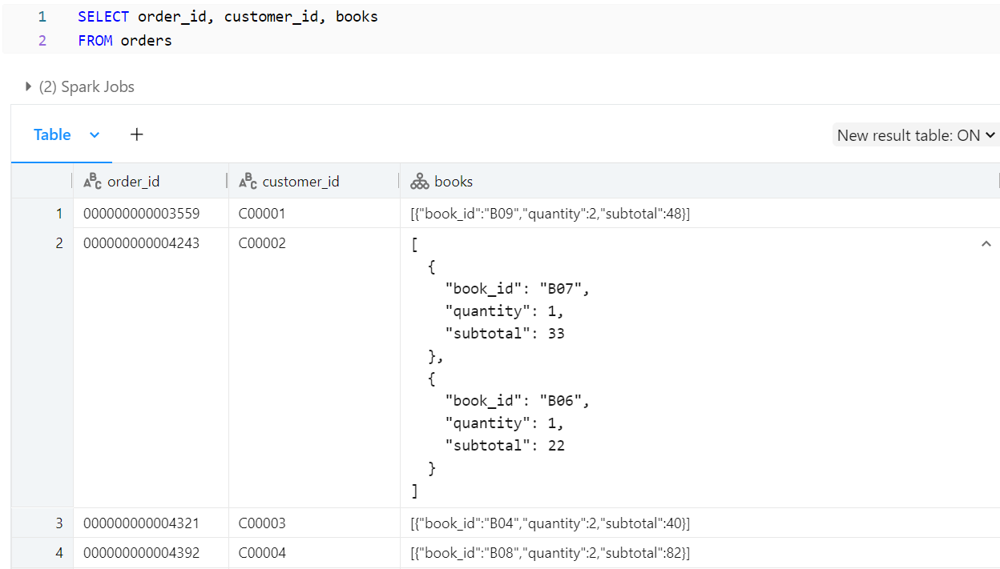 1 SELECT order_id, customer_id, books
2 FROM orders
(2) Spark Jobs
Table + New result table: ON
order_id customer_id books
1 000000000003559 C00001 [{"book_id":"B09","quantity":2,"subtotal":48}]
2 000000000004243 C00002 [
{
"book_id": "B07",
"quantity": 1,
"subtotal": 33
},
{
"book_id": "B06",
"quantity": 1,
"subtotal": 22
}
]
3 000000000004321 C00003 [{"book_id":"B04","quantity":2,"subtotal":40}]
4 000000000004392 C00004 [{"book_id":"B08","quantity":2,"subtotal":82}]